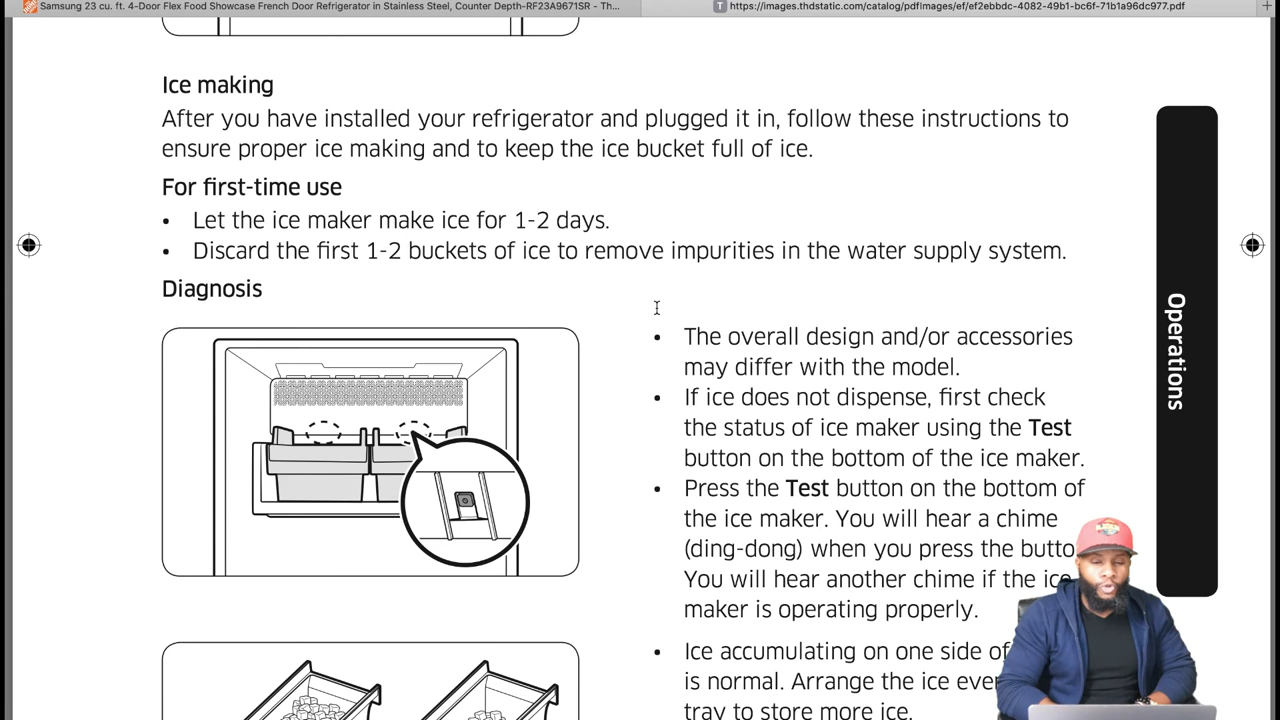 Samsung 23 cu. ft. 4-Door Flex Food Showcase French Door Refrigerator in Stainless Steel, Counter Depth-RF23A9671SR - Th...
T https://images.thdstatic.com/catalog/pdfImages/ef/ef2ebbdc-4082-49b1-bc6f-71b1a96dc977.pdf
Ice making
After you have installed your refrigerator and plugged it in, follow these instructions to
ensure proper ice making and to keep the ice bucket full of ice.
For first-time use
• Let the ice maker make ice for 1-2 days.
• Discard the first 1-2 buckets of ice to remove impurities in the water supply system.
Diagnosis
• The overall design and/or accessories
may differ with the model.
• If ice does not dispense, first check
the status of ice maker using the Test
button on the bottom of the ice maker.
• Press the Test button on the bottom of
the ice maker. You will hear a chime
(ding-dong) when you press the butto
You will hear another chime if the ice
maker is operating properly.
• Ice accumulating on one side of
is normal. Arrange the ice ever
tray to store more ice.
Operations